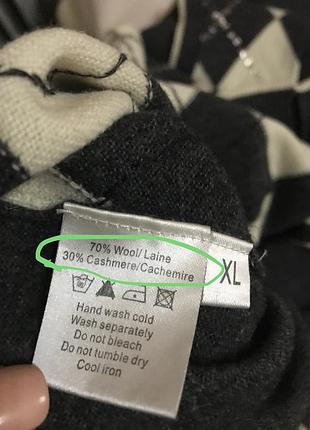 70% Wool/Laine
30% Cashmere/Cachemire
XL
Hand wash cold
Wash separately
Do not bleach
Do not tumble dry
Cool iron